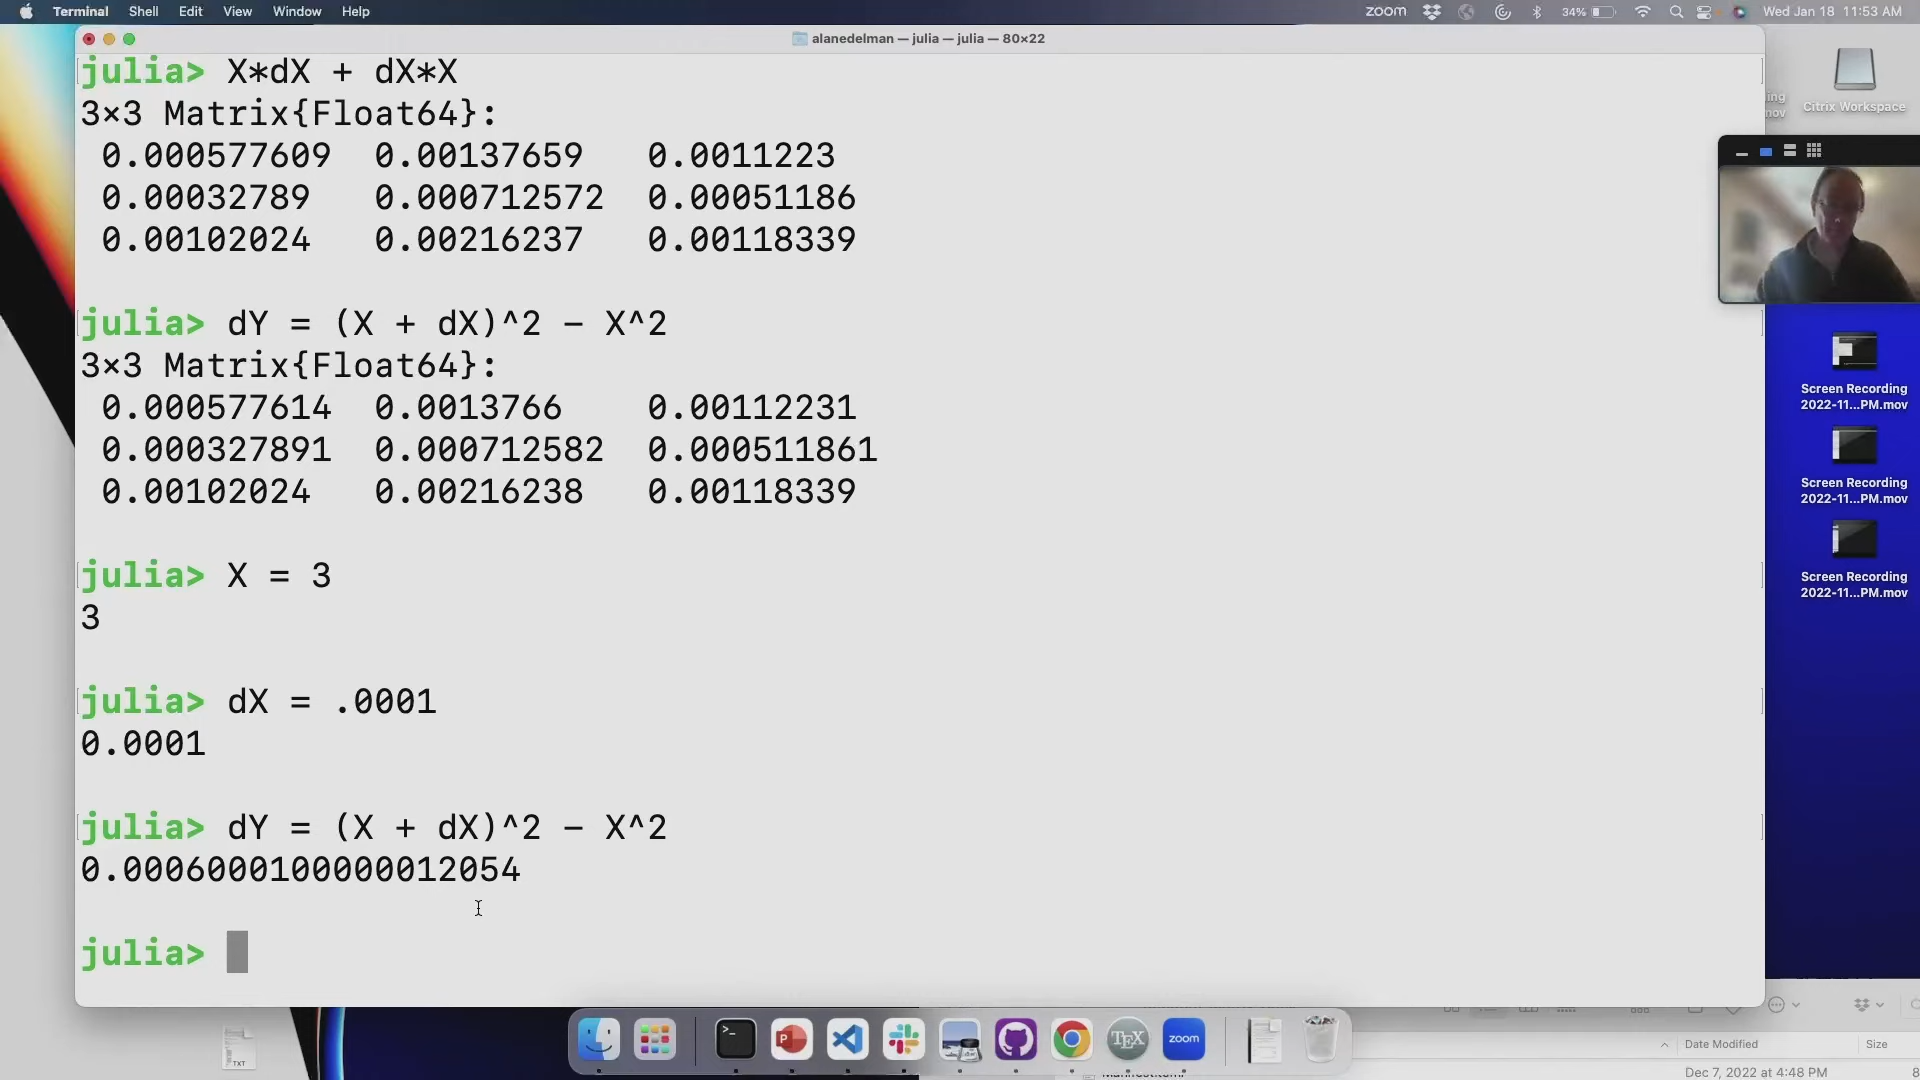 Terminal Shell Edit View Window Help
zoom 34% Wed Jan 18 11:53 AM
alanedelman — julia — julia — 80×22
julia> X*dX + dX*X
3×3 Matrix{Float64}:
0.000577609 0.00137659 0.0011223
0.00032789 0.000712572 0.00051186
0.00102024 0.00216237 0.00118339
julia> dY = (X + dX)^2 - X^2
3×3 Matrix{Float64}:
0.000577614 0.0013766 0.00112231
0.000327891 0.000712582 0.000511861
0.00102024 0.00216238 0.00118339
julia> X = 3
3
julia> dX = .0001
0.0001
julia> dY = (X + dX)^2 - X^2
0.0006000100000012054
julia>
ing
nov
Citrix Workspace
Screen Recording
2022-11...PM.mov
Screen Recording
2022-11...PM.mov
Screen Recording
2022-11...PM.mov
TXT
TEX
zoom
Date Modified Size
Dec 7, 2022 at 4:48 PM 8